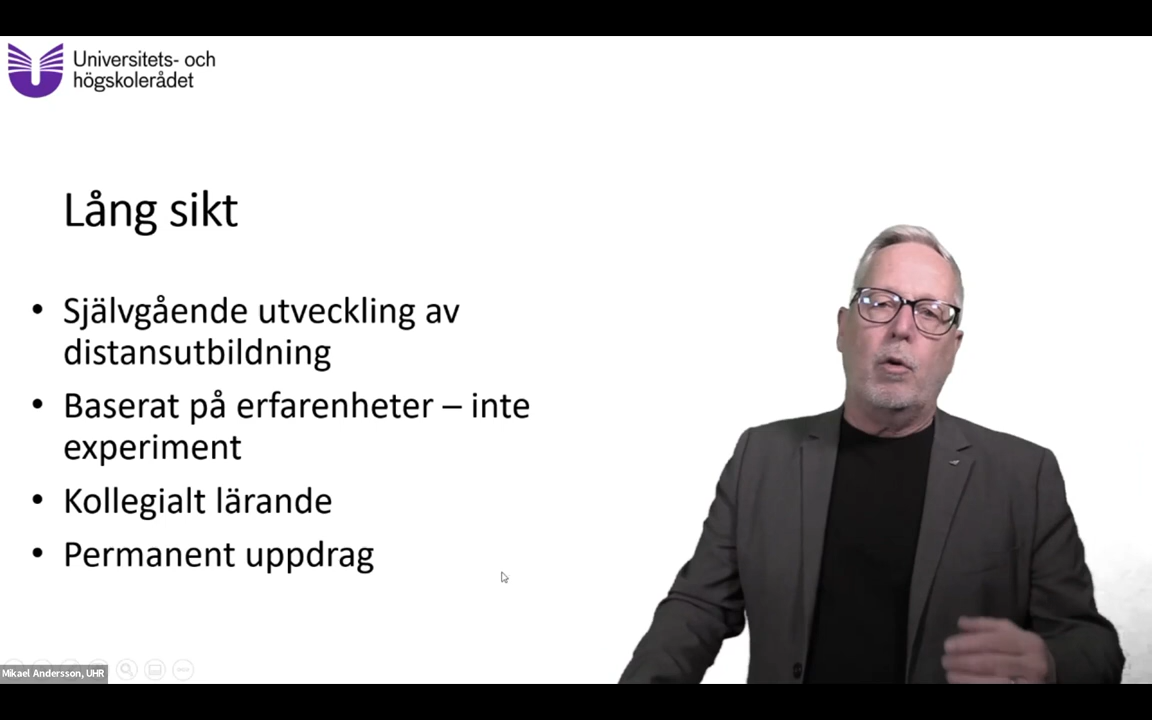 Universitets- och
högskolerådet
Lång sikt
• Självgående utveckling av
distansutbildning
• Baserat på erfarenheter – inte
experiment
• Kollegialt lärande
• Permanent uppdrag
Mikael Andersson, UHR